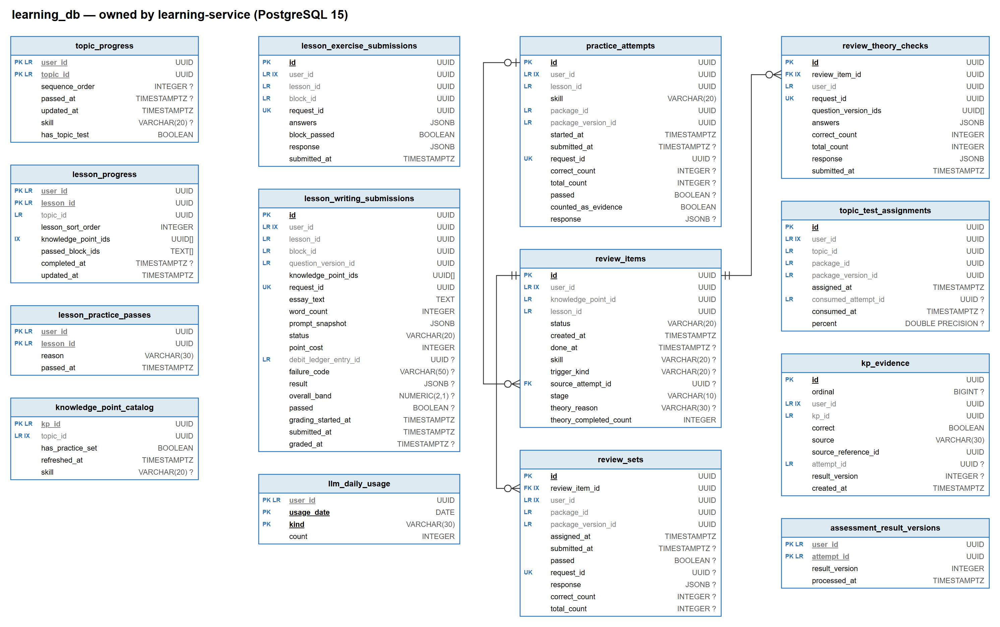 learning_db — owned by learning-service (PostgreSQL 15)
topic_progress
PK LR user_id UUID
PK LR topic_id UUID
sequence_order INTEGER ?
passed_at TIMESTAMPTZ ?
updated_at TIMESTAMPTZ
skill VARCHAR(20) ?
has_topic_test BOOLEAN
lesson_progress
PK LR user_id UUID
PK LR lesson_id UUID
LR topic_id UUID
lesson_sort_order INTEGER
IX knowledge_point_ids UUID[]
passed_block_ids TEXT[]
completed_at TIMESTAMPTZ ?
updated_at TIMESTAMPTZ
lesson_practice_passes
PK LR user_id UUID
PK LR lesson_id UUID
reason VARCHAR(30)
passed_at TIMESTAMPTZ
knowledge_point_catalog
PK LR kp_id UUID
LR IX topic_id UUID
has_practice_set BOOLEAN
refreshed_at TIMESTAMPTZ
skill VARCHAR(20) ?
lesson_exercise_submissions
PK id UUID
LR IX user_id UUID
LR lesson_id UUID
LR block_id UUID
UK request_id UUID
answers JSONB
block_passed BOOLEAN
response JSONB
submitted_at TIMESTAMPTZ
lesson_writing_submissions
PK id UUID
LR IX user_id UUID
LR lesson_id UUID
LR block_id UUID
LR question_version_id UUID
knowledge_point_ids UUID[]
UK request_id UUID
essay_text TEXT
word_count INTEGER
prompt_snapshot JSONB
status VARCHAR(20)
point_cost INTEGER
LR debit_ledger_entry_id UUID ?
failure_code VARCHAR(50) ?
result JSONB ?
overall_band NUMERIC(2,1) ?
passed BOOLEAN ?
grading_started_at TIMESTAMPTZ
submitted_at TIMESTAMPTZ
graded_at TIMESTAMPTZ ?
llm_daily_usage
PK LR user_id UUID
PK usage_date DATE
PK kind VARCHAR(30)
count INTEGER
practice_attempts
PK id UUID
LR IX user_id UUID
LR lesson_id UUID
skill VARCHAR(20)
LR package_id UUID
LR package_version_id UUID
started_at TIMESTAMPTZ
submitted_at TIMESTAMPTZ ?
UK request_id UUID ?
correct_count INTEGER ?
total_count INTEGER ?
passed BOOLEAN ?
counted_as_evidence BOOLEAN
response JSONB ?
review_items
PK id UUID
LR IX user_id UUID
LR knowledge_point_id UUID
LR lesson_id UUID
status VARCHAR(20)
created_at TIMESTAMPTZ
done_at TIMESTAMPTZ ?
skill VARCHAR(20) ?
trigger_kind VARCHAR(20) ?
FK source_attempt_id UUID ?
stage VARCHAR(10)
theory_reason VARCHAR(30) ?
theory_completed_count INTEGER
review_sets
PK id UUID
FK IX review_item_id UUID
LR IX user_id UUID
LR package_id UUID
LR package_version_id UUID
assigned_at TIMESTAMPTZ
submitted_at TIMESTAMPTZ ?
passed BOOLEAN ?
UK request_id UUID ?
response JSONB ?
correct_count INTEGER ?
total_count INTEGER ?
review_theory_checks
PK id UUID
FK IX review_item_id UUID
LR user_id UUID
UK request_id UUID
question_version_ids UUID[]
answers JSONB
correct_count INTEGER
total_count INTEGER
response JSONB
submitted_at TIMESTAMPTZ
topic_test_assignments
PK id UUID
LR IX user_id UUID
LR topic_id UUID
LR package_id UUID
LR package_version_id UUID
assigned_at TIMESTAMPTZ
LR consumed_attempt_id UUID ?
consumed_at TIMESTAMPTZ ?
percent DOUBLE PRECISION ?
kp_evidence
PK id UUID
ordinal BIGINT ?
LR IX user_id UUID
LR kp_id UUID
correct BOOLEAN
source VARCHAR(30)
source_reference_id UUID
LR attempt_id UUID ?
result_version INTEGER ?
created_at TIMESTAMPTZ
assessment_result_versions
PK LR user_id UUID
PK LR attempt_id UUID
result_version INTEGER
processed_at TIMESTAMPTZ